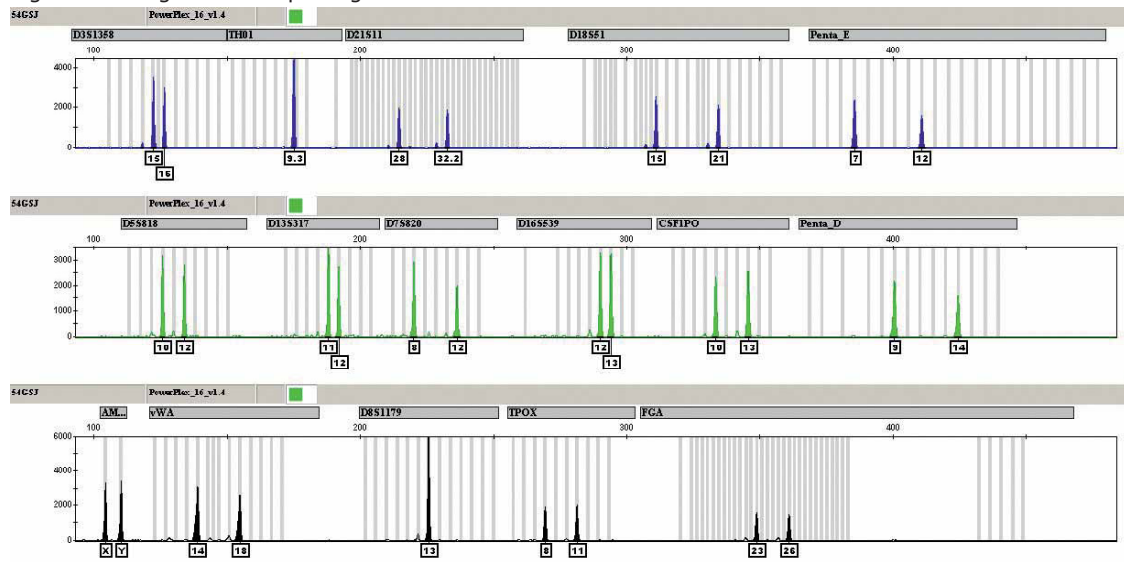 54GSJ PowerPlex_16_v1.4
D3S1358 TH01 D21S11 D18S51 Penta_E
100 200 300 400
4000
2000
0
15 9.3 28 32.2 15 21 7 12
16
54GSJ PowerPlex_16_v1.4
D5S818 D13S317 D7S820 D16S539 CSF1PO Penta_D
100 200 300 400
3000
2000
1000
0
10 12 11 8 12 12 10 13 9 14
12 13
54GSJ PowerPlex_16_v1.4
AM... vWA D8S1179 TPOX FGA
100 200 300 400
6000
4000
2000
0
X Y 14 18 13 8 11 23 26